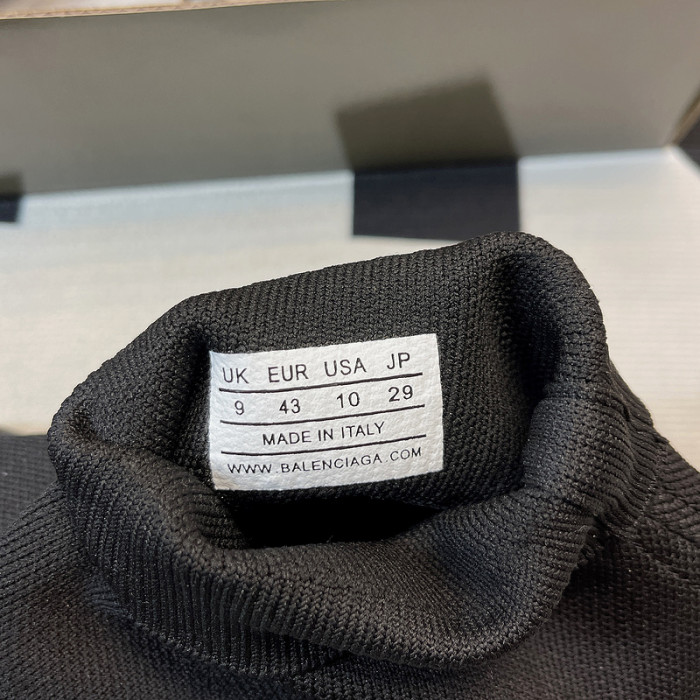 UK EUR USA JP
9 43 10 29
MADE IN ITALY
WWW.BALENCIAGA.COM